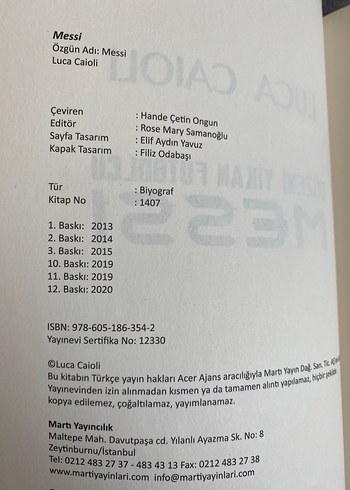 Messi
Özgün Adı: Messi
Luca Caioli
Çeviren : Hande Çetin Ongun
Editör : Rose Mary Samanoğlu
Sayfa Tasarım : Elif Aydın Yavuz
Kapak Tasarım : Filiz Odabaşı
Tür : Biyograf
Kitap No : 1407
1. Baskı: 2013
2. Baskı: 2014
3. Baskı: 2015
10. Baskı: 2019
11. Baskı: 2019
12. Baskı: 2020
ISBN: 978-605-186-354-2
Yayınevi Sertifika No: 12330
©Luca Caioli
Bu kitabın Türkçe yayın hakları Acer Ajans aracılığıyla Martı Yayın Dağ. San. Tic.
Yayınevinden izin alınmadan kısmen ya da tamamen alıntı yapılamaz, hiçbir şekilde
kopya edilemez, çoğaltılamaz, yayımlanamaz.
Martı Yayıncılık
Maltepe Mah. Davutpaşa cd. Yılanlı Ayazma Sk. No: 8
Zeytinburnu/İstanbul
Tel: 0212 483 27 37 - 483 43 13 Fax: 0212 483 27 38
www.martiyayinlari.com info@martiyayinlari.com